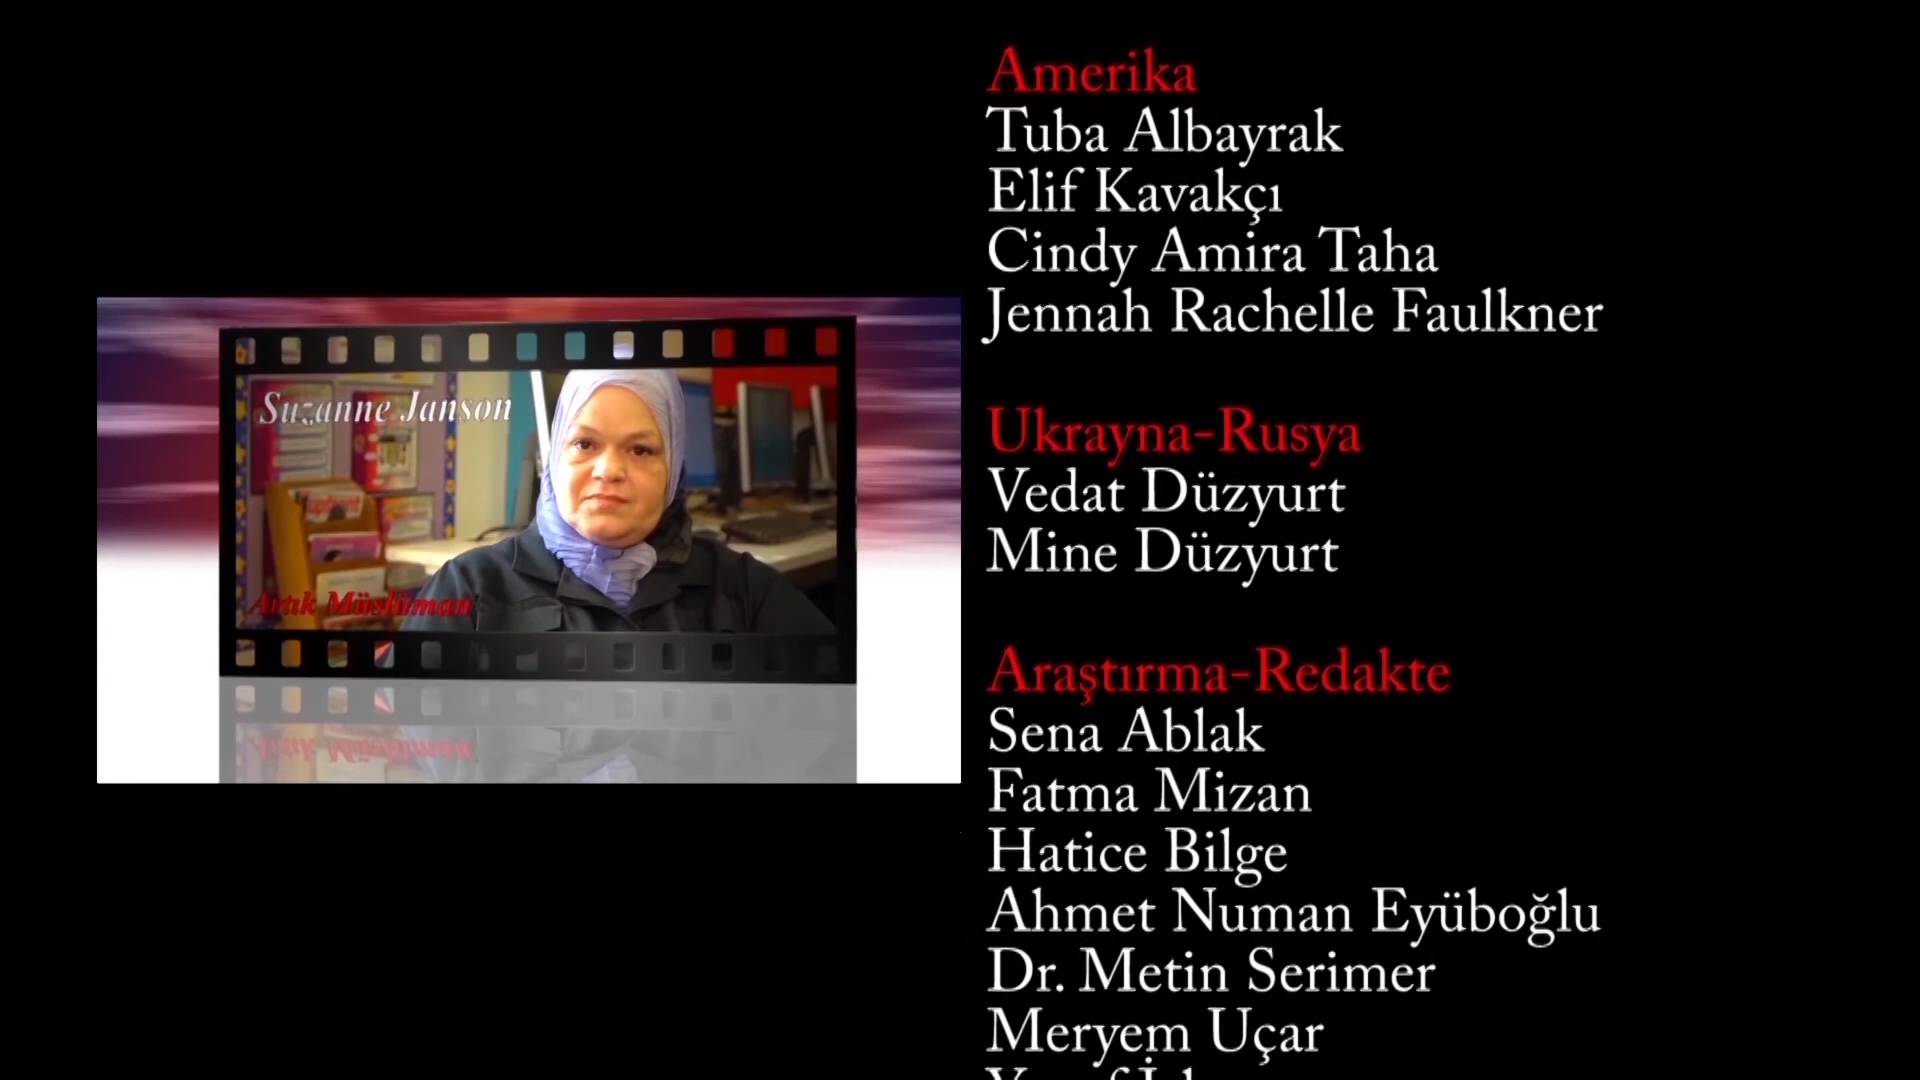 Suzanne Janson
Artık Müslüman
Amerika
Tuba Albayrak
Elif Kavakçı
Cindy Amira Taha
Jennah Rachelle Faulkner
Ukrayna-Rusya
Vedat Düzyurt
Mine Düzyurt
Araştırma-Redakte
Sena Ablak
Fatma Mizan
Hatice Bilge
Ahmet Numan Eyüboğlu
Dr. Metin Serimer
Meryem Uçar